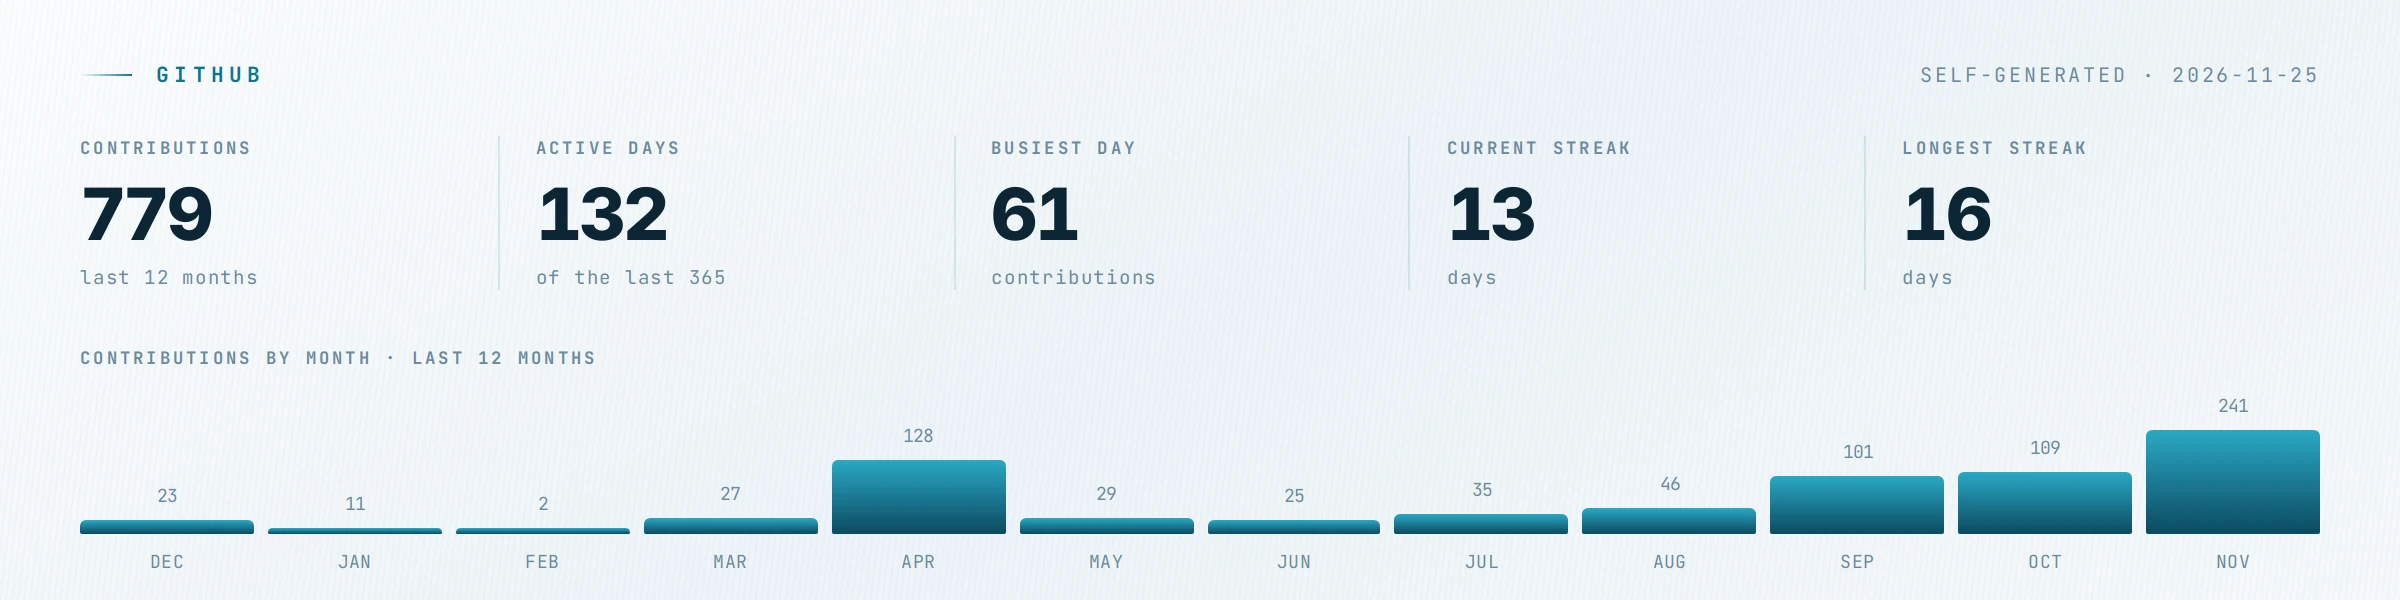 GITHUB
SELF-GENERATED · 2026-11-25
CONTRIBUTIONS
779
last 12 months
ACTIVE DAYS
132
of the last 365
BUSIEST DAY
61
contributions
CURRENT STREAK
13
days
LONGEST STREAK
16
days
CONTRIBUTIONS BY MONTH · LAST 12 MONTHS
23 11 2 27 128 29 25 35 46 101 109 241
DEC JAN FEB MAR APR MAY JUN JUL AUG SEP OCT NOV